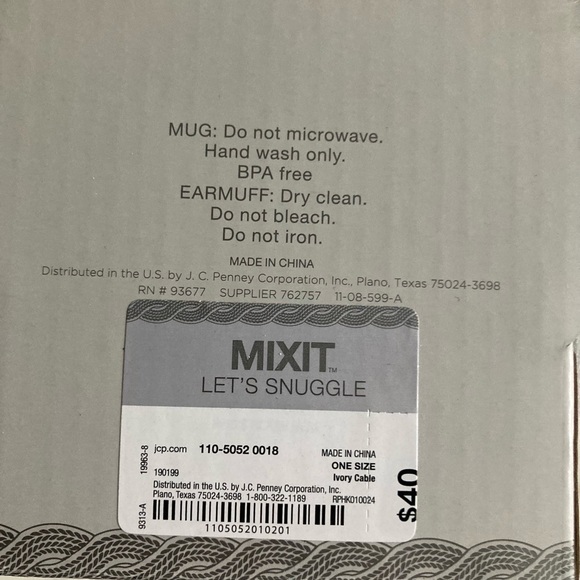 MUG: Do not microwave.
Hand wash only.
BPA free
EARMUFF: Dry clean.
Do not bleach.
Do not iron.
MADE IN CHINA
Distributed in the U.S. by J. C. Penney Corporation, Inc., Plano, Texas 75024-3698
RN # 93677 SUPPLIER 762757 11-08-599-A
MIXIT™
LET'S SNUGGLE
19963-8
jcp.com 110-5052 0018 MADE IN CHINA
ONE SIZE
190199 Ivory Cable
Distributed in the U.S. by J.C. Penney Corporation, Inc.
Plano, Texas 75024-3698 1-800-322-1189 RPHK010024
9313-A
1105052010201
$40